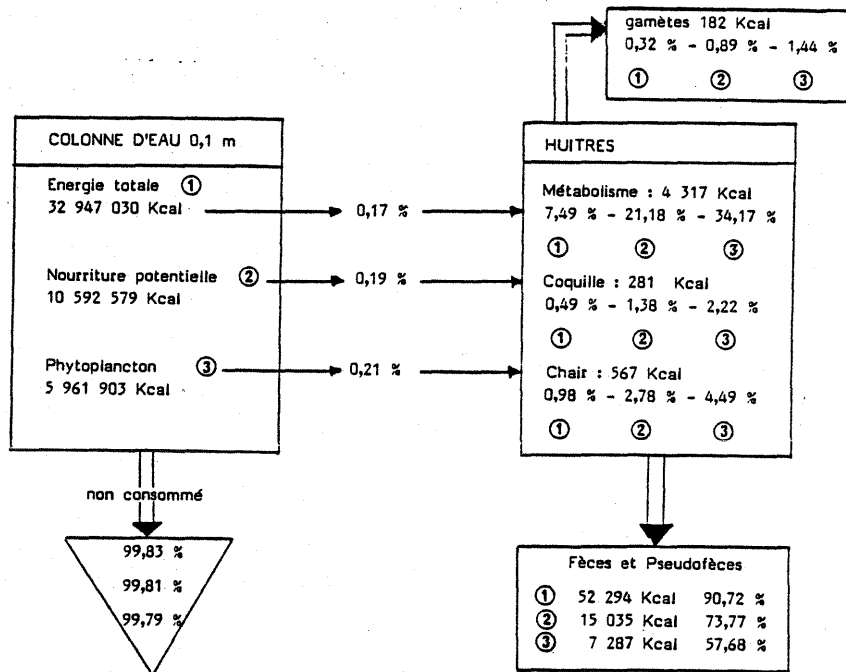 gamètes 182 Kcal
0,32 % - 0,89 % - 1,44 %
① ② ③
COLONNE D'EAU 0,1 m
Energie totale ①
32 947 030 Kcal
0,17 %
Nourriture potentielle ②
10 592 579 Kcal
0,19 %
Phytoplancton ③
5 961 903 Kcal
0,21 %
HUITRES
Métabolisme : 4 317 Kcal
7,49 % - 21,18 % - 34,17 %
① ② ③
Coquille : 281 Kcal
0,49 % - 1,38 % - 2,22 %
① ② ③
Chair : 567 Kcal
0,98 % - 2,78 % - 4,49 %
① ② ③
non consommé
99,83 %
99,81 %
99,79 %
Fèces et Pseudofèces
① 52 294 Kcal 90,72 %
② 15 035 Kcal 73,77 %
③ 7 287 Kcal 57,68 %